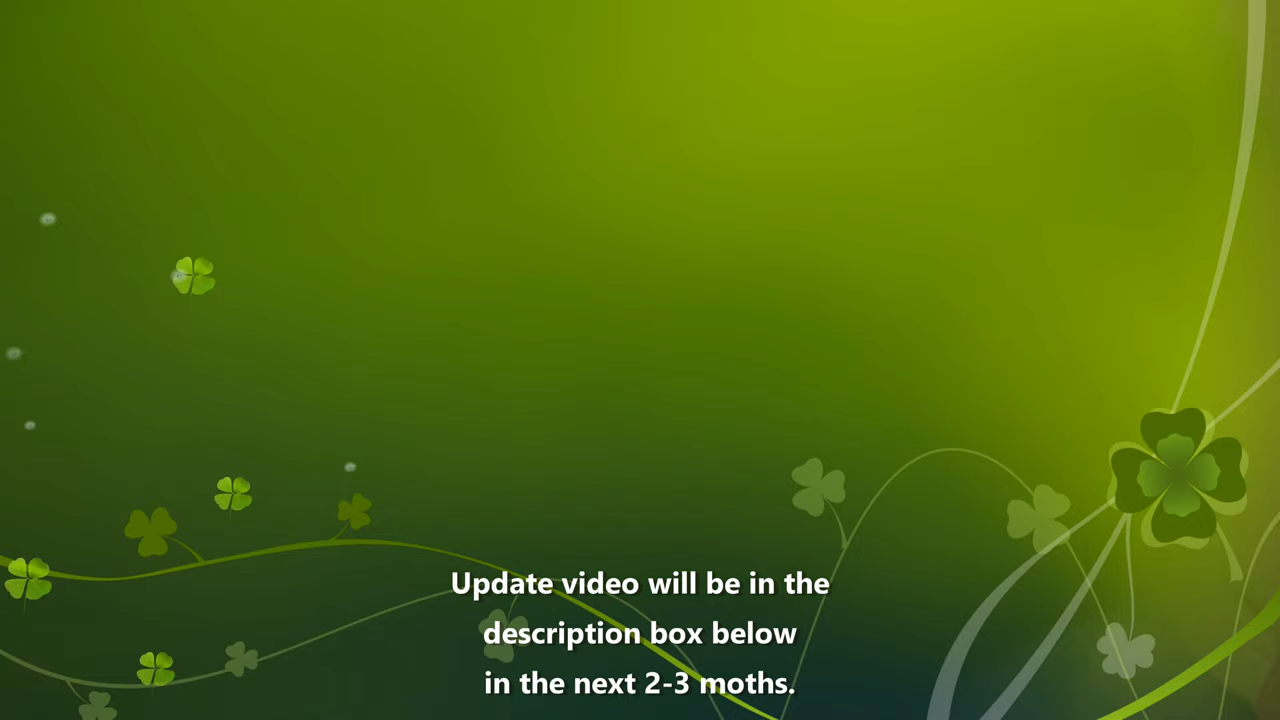 Update video will be in the
description box below
in the next 2-3 moths.